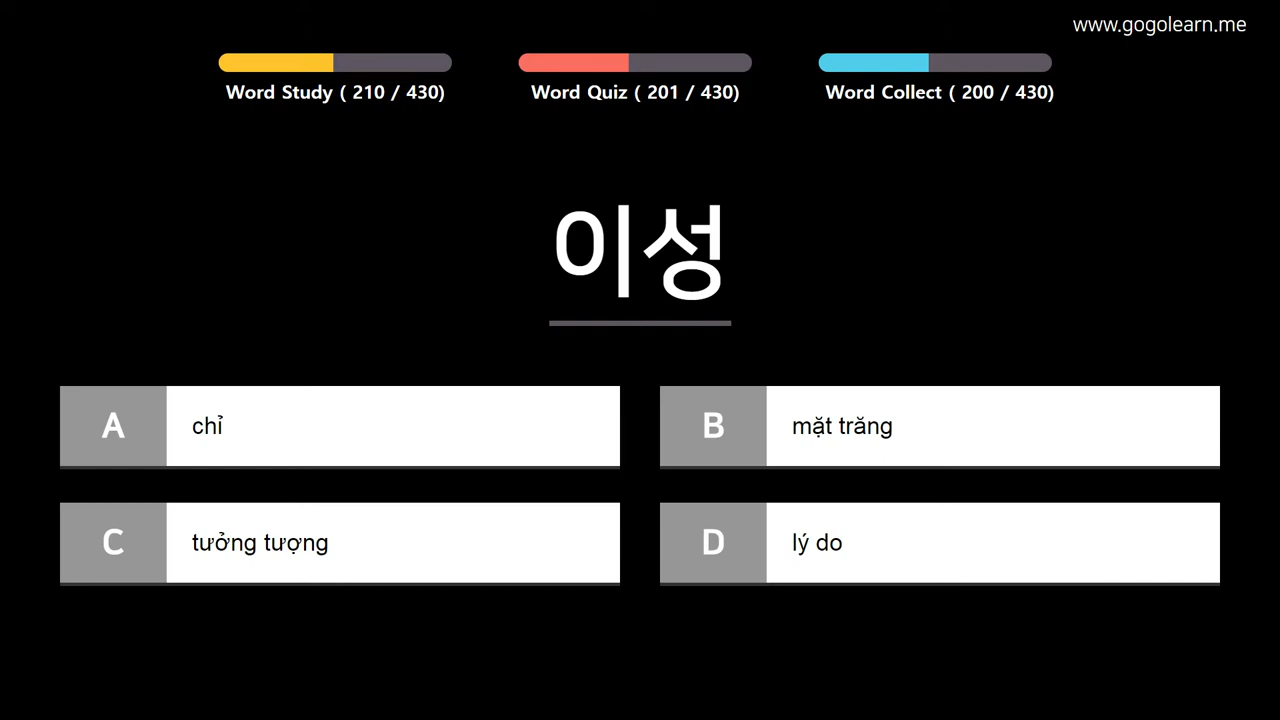 www.gogolearn.me
Word Study ( 210 / 430)
Word Quiz ( 201 / 430)
Word Collect ( 200 / 430)
이성
A
chỉ
B
mặt trăng
C
tưởng tượng
D
lý do